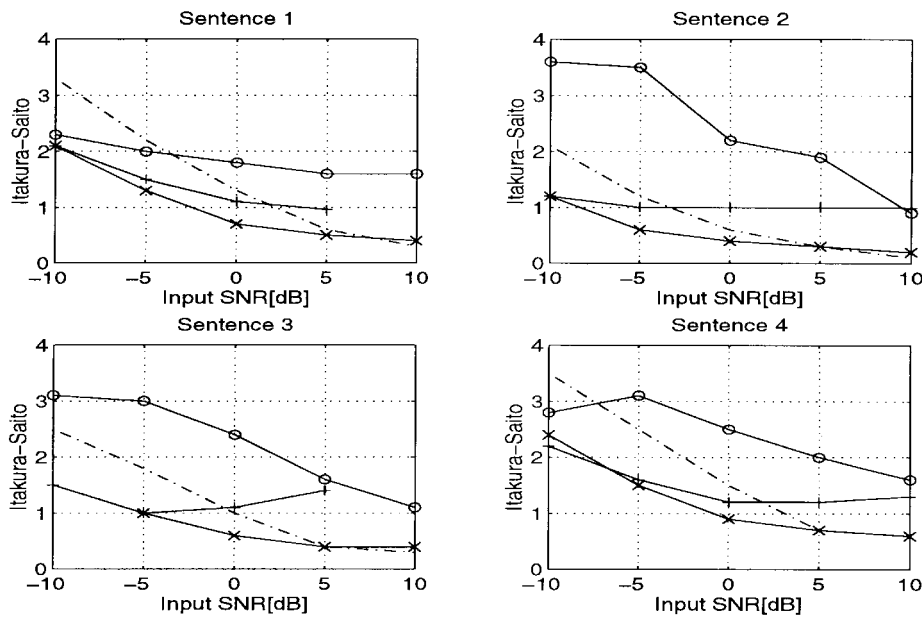 Sentence 1
4
3
2
1
0
Itakura–Saito
−10 −5 0 5 10
Input SNR[dB]
Sentence 2
4
3
2
1
0
Itakura–Saito
−10 −5 0 5 10
Input SNR[dB]
Sentence 3
4
3
2
1
0
Itakura–Saito
−10 −5 0 5 10
Input SNR[dB]
Sentence 4
4
3
2
1
0
Itakura–Saito
−10 −5 0 5 10
Input SNR[dB]